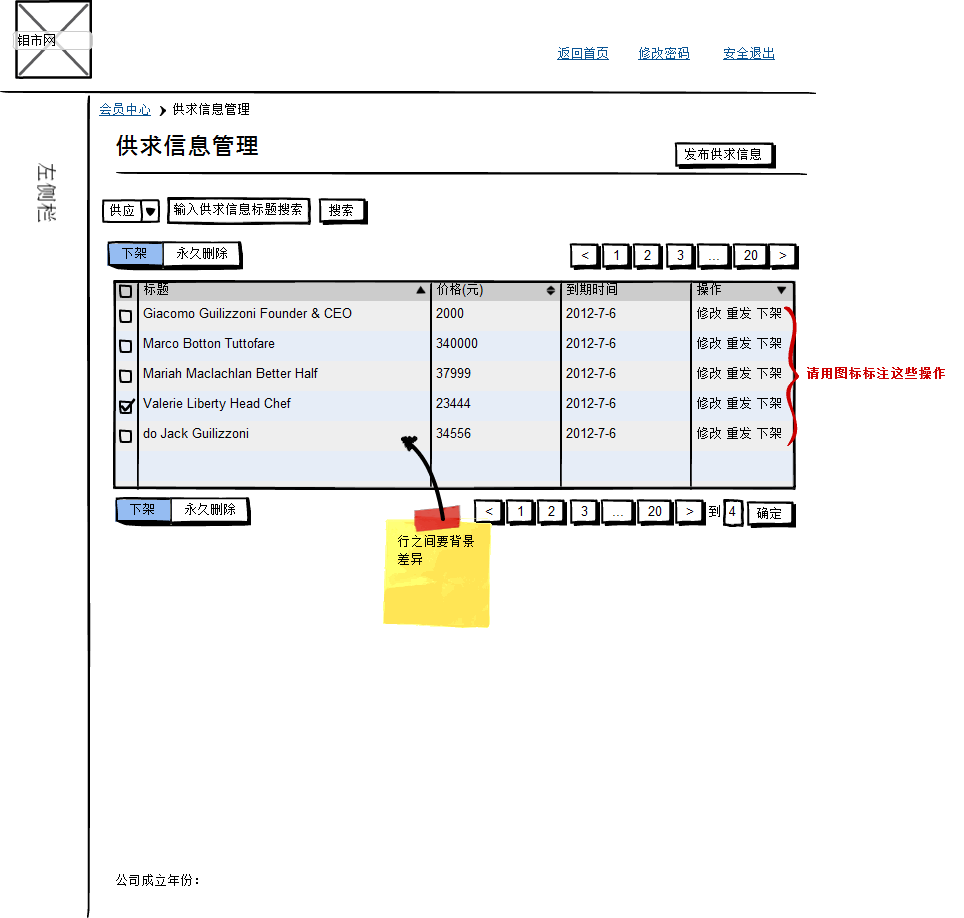 钼市网
返回首页 修改密码 安全退出
会员中心 供求信息管理
供求信息管理
发布供求信息
左侧栏
供应 输入供求信息标题搜索 搜索
下架 永久删除 < 1 2 3 ... 20 >
标题 价格(元) 到期时间 操作
Giacomo Guilizzoni Founder & CEO 2000 2012-7-6 修改 重发 下架
Marco Botton Tuttofare 340000 2012-7-6 修改 重发 下架
Mariah Maclachlan Better Half 37999 2012-7-6 修改 重发 下架
请用图标标注这些操作
Valerie Liberty Head Chef 23444 2012-7-6 修改 重发 下架
do Jack Guilizzoni 34556 2012-7-6 修改 重发 下架
下架 永久删除 < 1 2 3 ... 20 > 到 4 确定
行之间要背景
差异
公司成立年份：